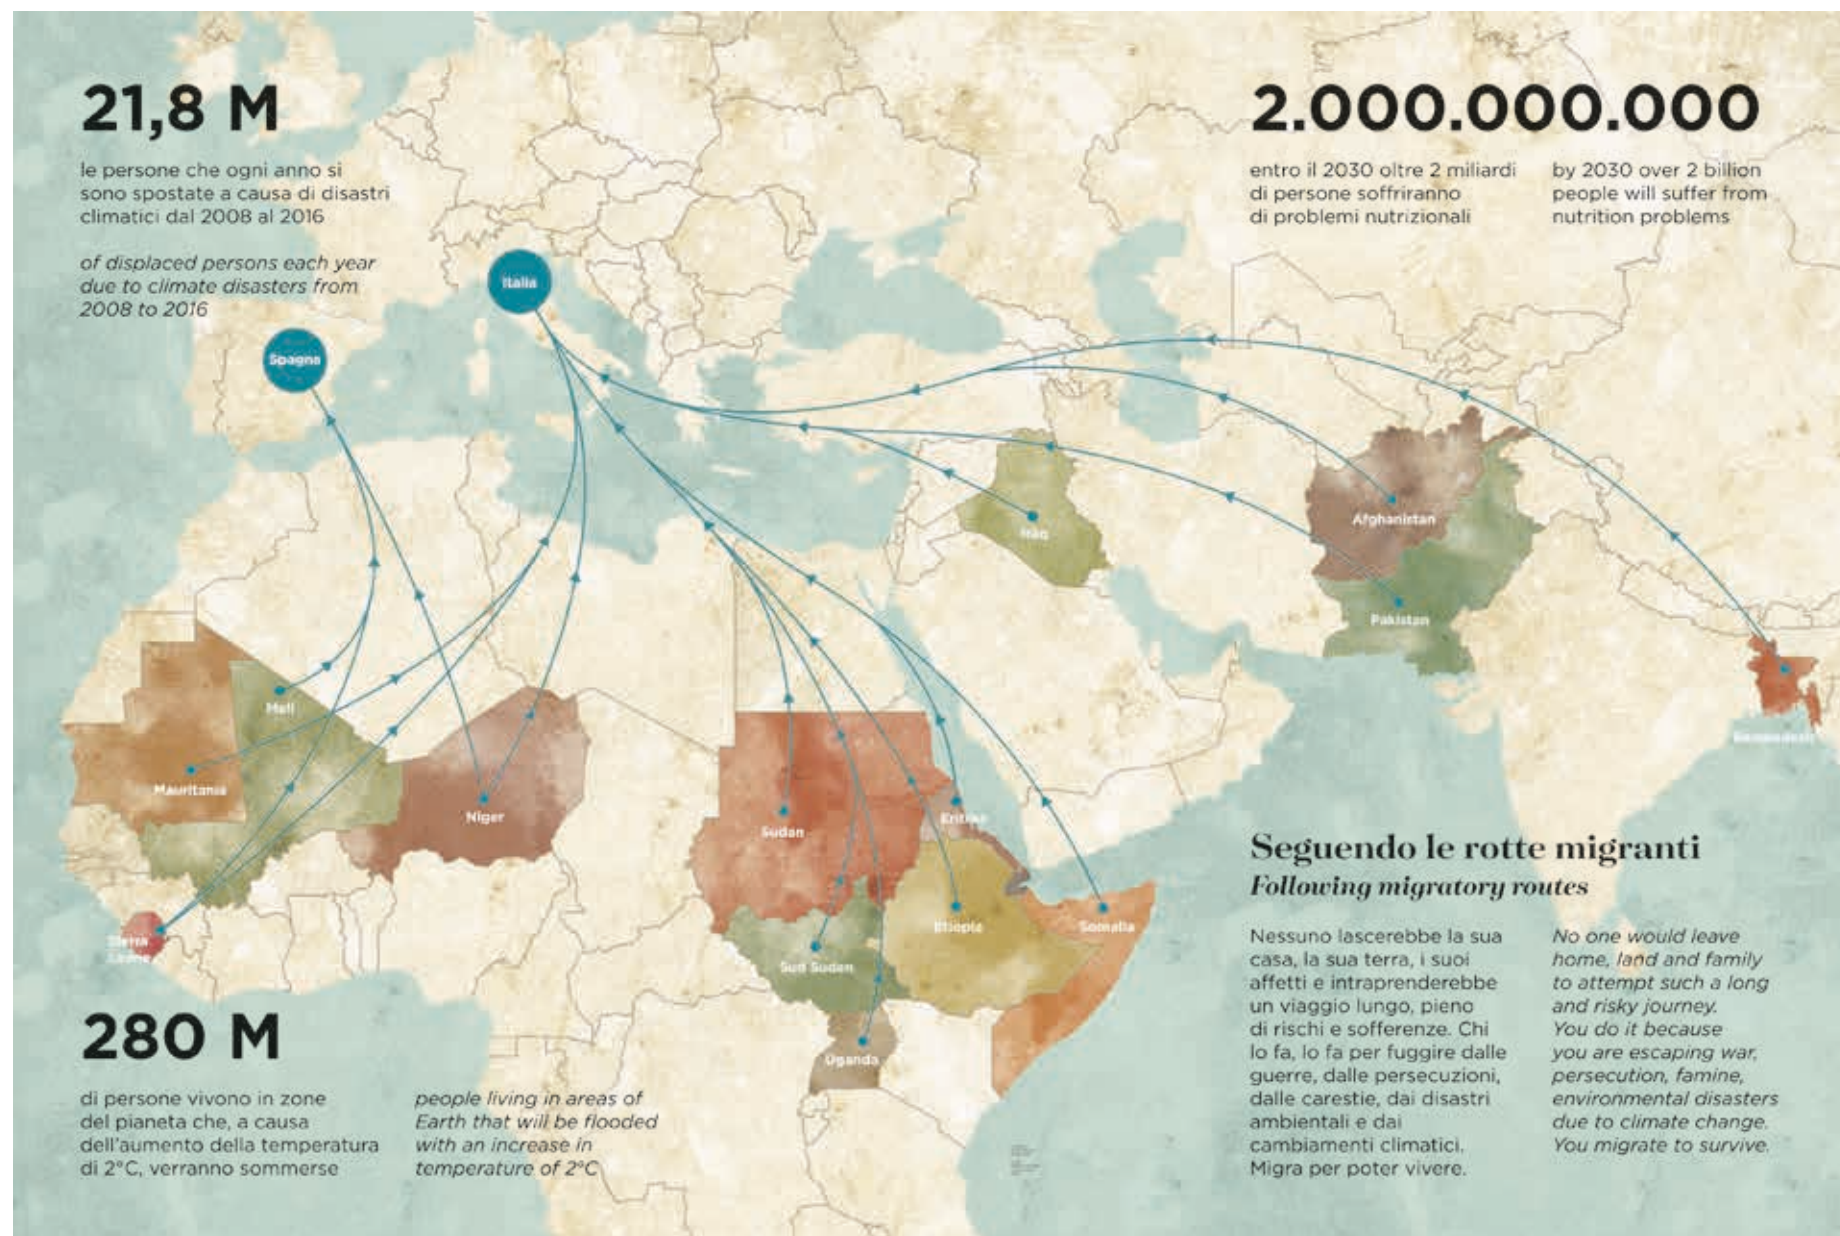 21,8 M
le persone che ogni anno si
sono spostate a causa di disastri
climatici dal 2008 al 2016
of displaced persons each year
due to climate disasters from
2008 to 2016
2.000.000.000
entro il 2030 oltre 2 miliardi
di persone soffriranno
di problemi nutrizionali
by 2030 over 2 billion
people will suffer from
nutrition problems
Italia
Spagna
Iraq
Afghanistan
Pakistan
Mali
Mauritania
Niger
Sudan
Eritrea
Etiopia
Somalia
Sud Sudan
Uganda
Sierra
Leone
280 M
di persone vivono in zone
del pianeta che, a causa
dell'aumento della temperatura
di 2°C, verranno sommerse
people living in areas of
Earth that will be flooded
with an increase in
temperature of 2°C
Seguendo le rotte migranti
Following migratory routes
Nessuno lascerebbe la sua
casa, la sua terra, i suoi
affetti e intraprenderebbe
un viaggio lungo, pieno
di rischi e sofferenze. Chi
lo fa, lo fa per fuggire dalle
guerre, dalle persecuzioni,
dalle carestie, dai disastri
ambientali e dai
cambiamenti climatici.
Migra per poter vivere.
No one would leave
home, land and family
to attempt such a long
and risky journey.
You do it because
you are escaping war,
persecution, famine,
environmental disasters
due to climate change.
You migrate to survive.